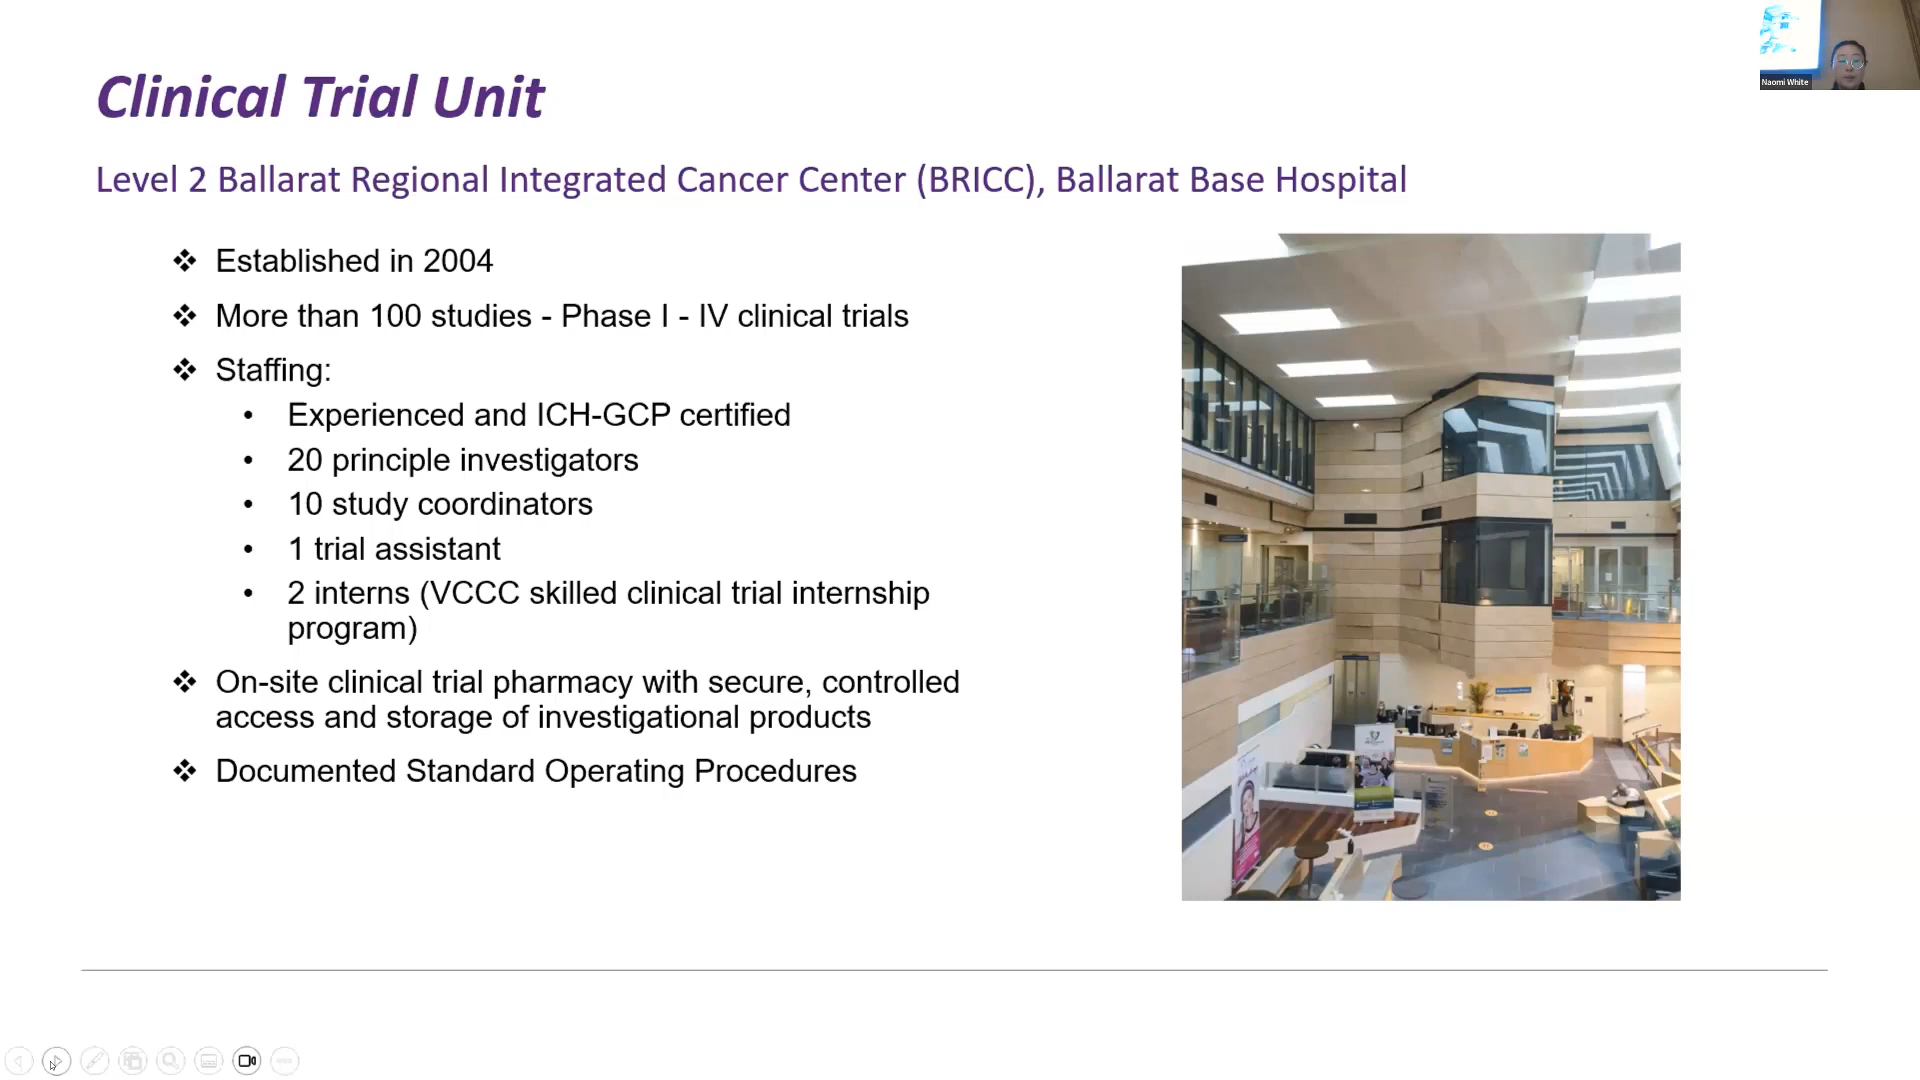 Naomi White
Clinical Trial Unit
Level 2 Ballarat Regional Integrated Cancer Center (BRICC), Ballarat Base Hospital
❖ Established in 2004
❖ More than 100 studies - Phase I - IV clinical trials
❖ Staffing:
• Experienced and ICH-GCP certified
• 20 principle investigators
• 10 study coordinators
• 1 trial assistant
• 2 interns (VCCC skilled clinical trial internship
program)
❖ On-site clinical trial pharmacy with secure, controlled
access and storage of investigational products
❖ Documented Standard Operating Procedures